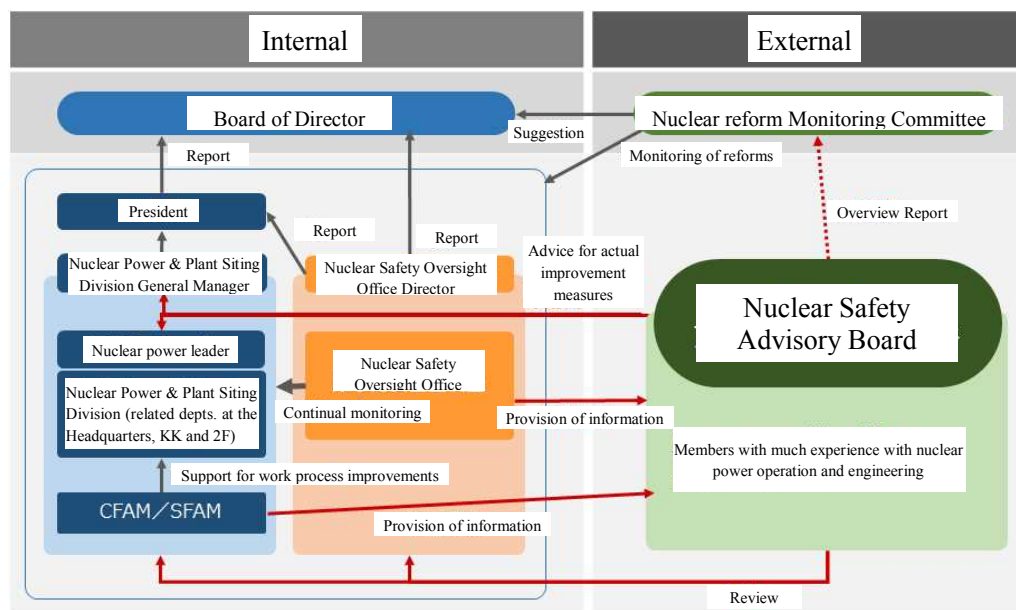 Internal
External
Board of Director
Nuclear reform Monitoring Committee
Suggestion
Report
Monitoring of reforms
President
Report
Report
Overview Report
Nuclear Power & Plant Siting
Division General Manager
Nuclear Safety Oversight
Office Director
Advice for actual
improvement
measures
Nuclear Safety
Advisory Board
Nuclear power leader
Nuclear Safety
Oversight Office
Nuclear Power & Plant Siting
Division (related depts. at the
Headquarters, KK and 2F)
Continual monitoring
Provision of information
Members with much experience with nuclear
power operation and engineering
Support for work process improvements
CFAM／SFAM
Provision of information
Review